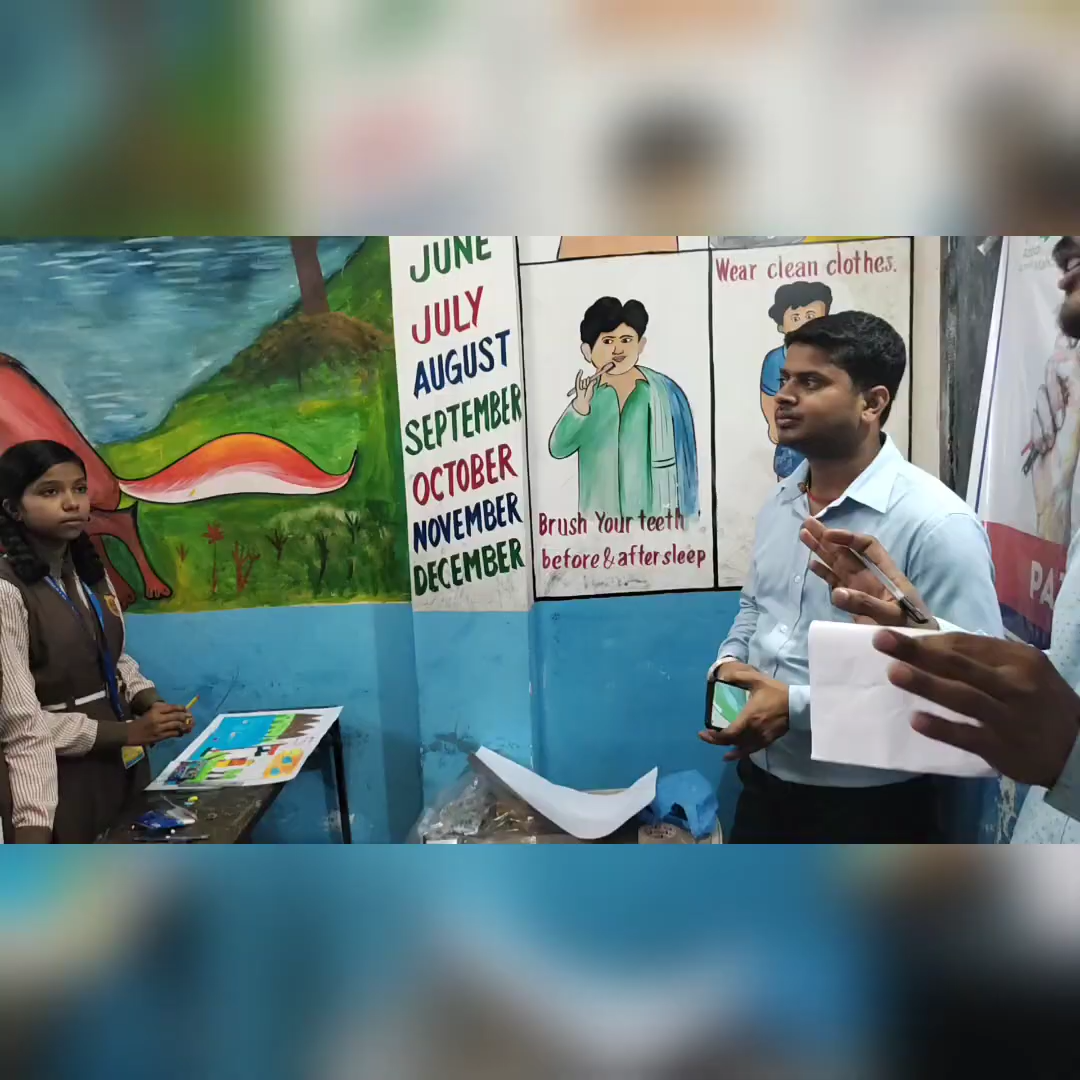 JUNE
JULY
AUGUST
SEPTEMBER
OCTOBER
NOVEMBER
DECEMBER
Brush Your teeth
before & after sleep
Wear clean clothes.